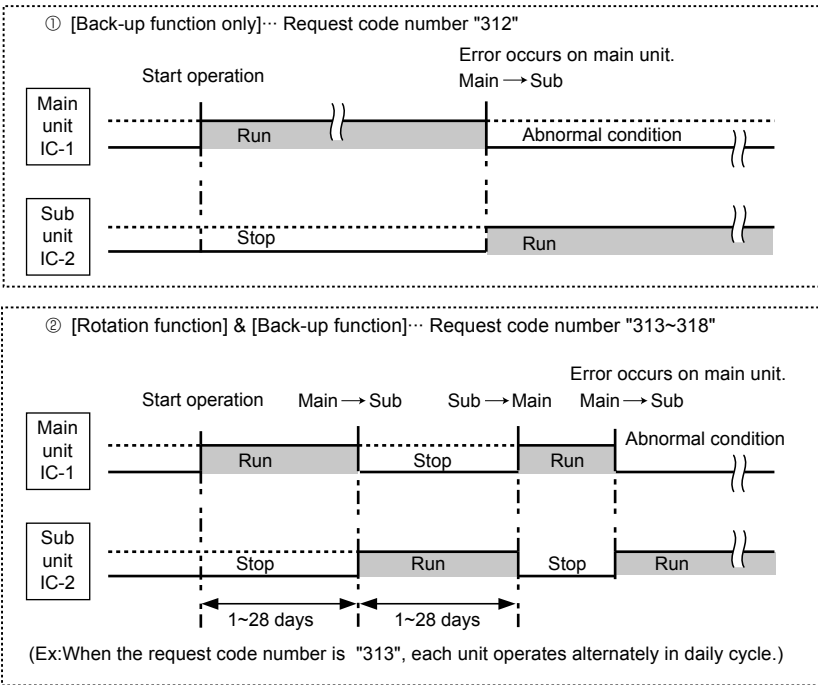 ① [Back-up function only]··· Request code number "312"
Error occurs on main unit.
Start operation
Main → Sub
Main
unit
IC-1
Run
Abnormal condition
Sub
unit
IC-2
Stop
Run
② [Rotation function] & [Back-up function]··· Request code number "313~318"
Error occurs on main unit.
Start operation
Main → Sub
Sub → Main
Main → Sub
Main
unit
IC-1
Run
Stop
Run
Abnormal condition
Sub
unit
IC-2
Stop
Run
Stop
Run
1~28 days
1~28 days
(Ex:When the request code number is "313", each unit operates alternately in daily cycle.)